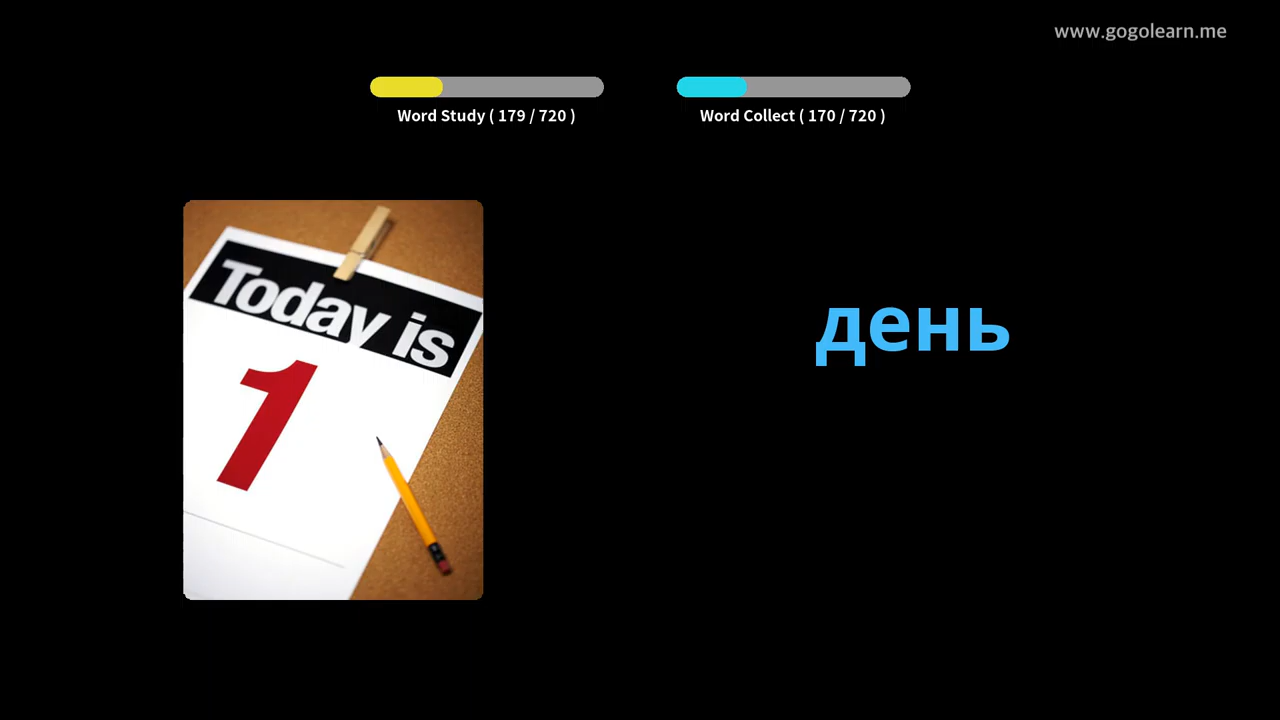 www.gogolearn.me
Word Study ( 179 / 720 )
Word Collect ( 170 / 720 )
Today is
1
день